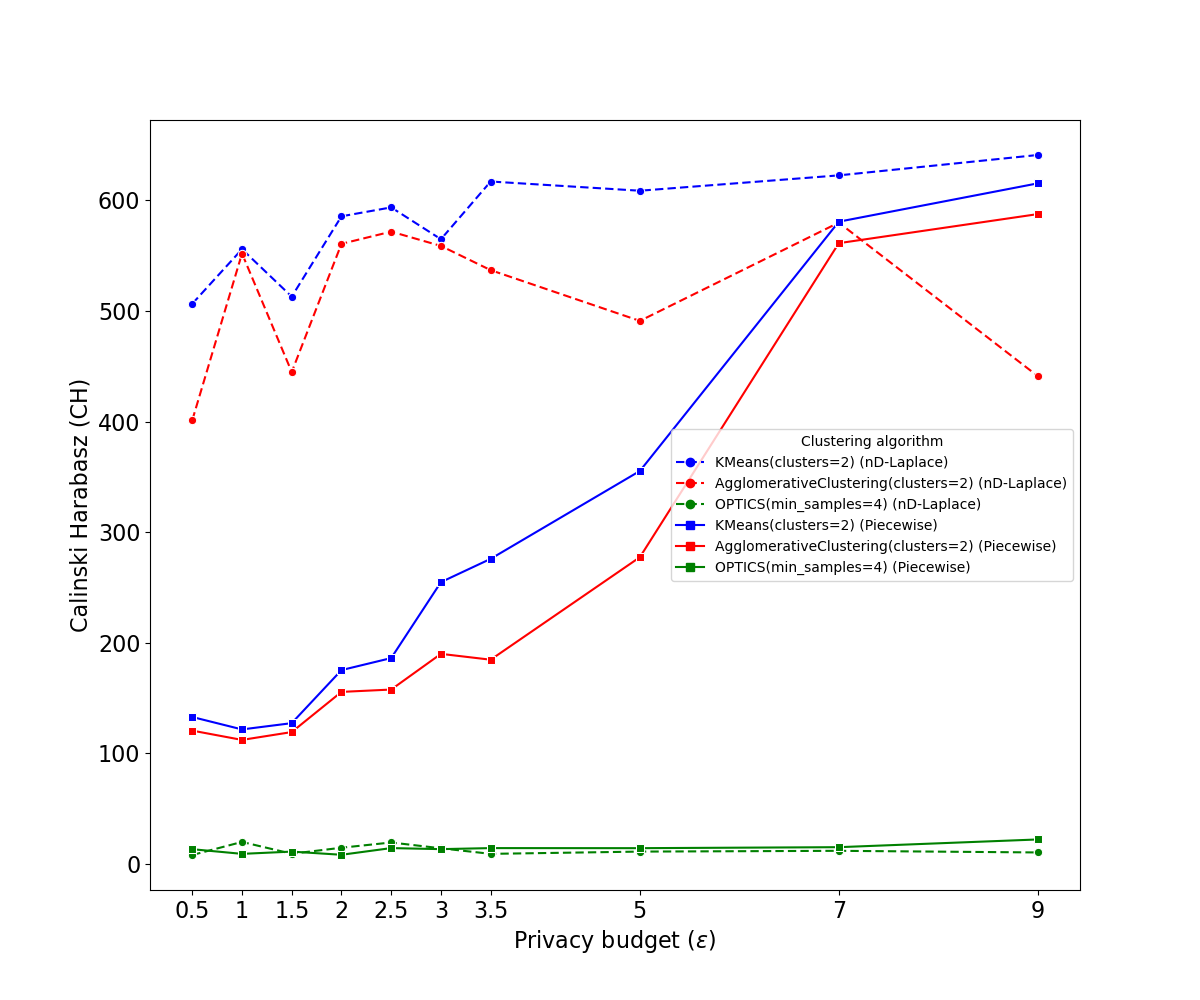 600
500
400
300
200
100
0
Calinski Harabasz (CH)
Clustering algorithm
KMeans(clusters=2) (nD-Laplace)
AgglomerativeClustering(clusters=2) (nD-Laplace)
OPTICS(min_samples=4) (nD-Laplace)
KMeans(clusters=2) (Piecewise)
AgglomerativeClustering(clusters=2) (Piecewise)
OPTICS(min_samples=4) (Piecewise)
0.5 1 1.5 2 2.5 3 3.5 5 7 9
Privacy budget (ε)